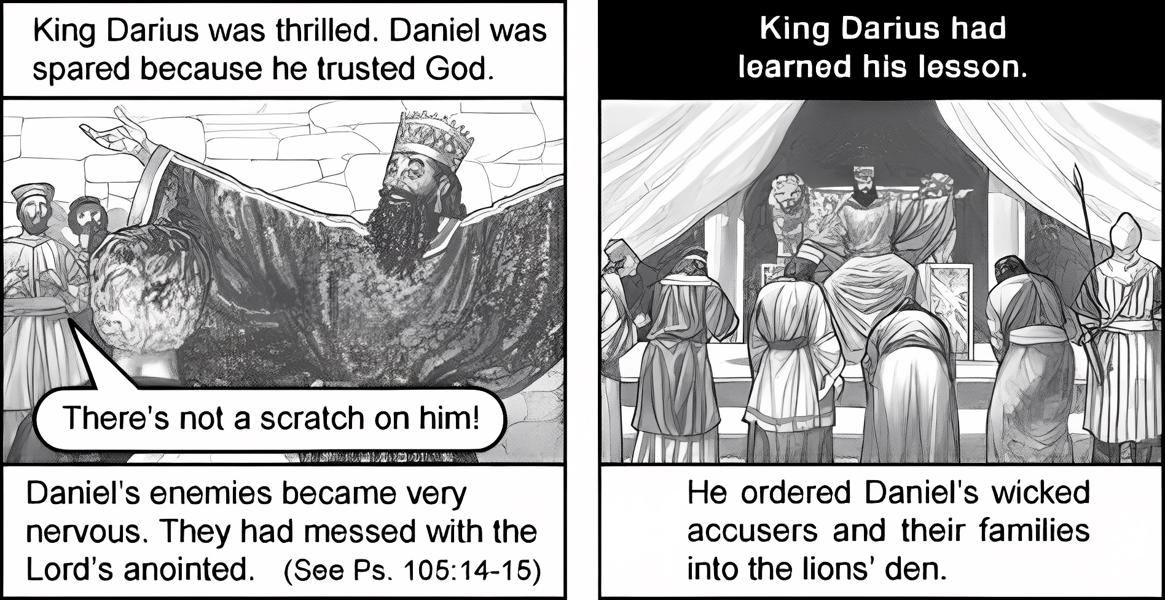 King Darius was thrilled. Daniel was
spared because he trusted God.
There's not a scratch on him!
Daniel's enemies became very
nervous. They had messed with the
Lord's anointed. (See Ps. 105:14-15)
King Darius had
learned his lesson.
He ordered Daniel's wicked
accusers and their families
into the lions' den.